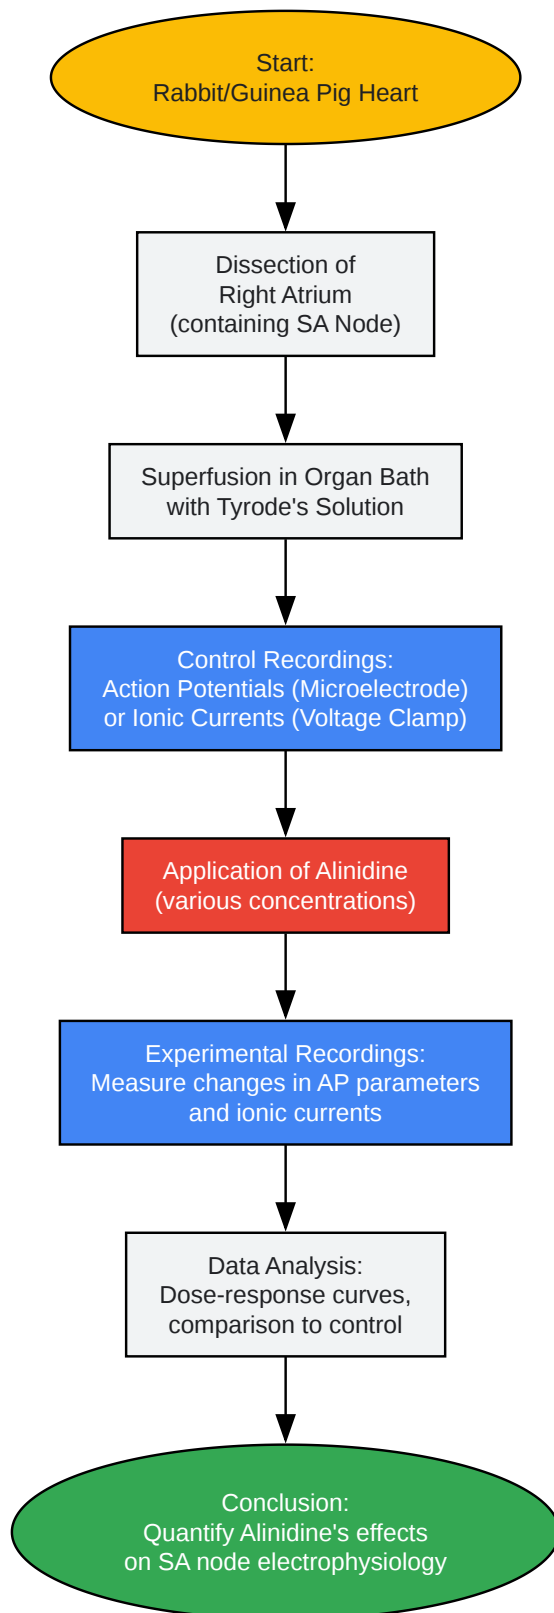 Start:
Rabbit/Guinea Pig Heart
Dissection of
Right Atrium
(containing SA Node)
Superfusion in Organ Bath
with Tyrode's Solution
Control Recordings:
Action Potentials (Microelectrode)
or Ionic Currents (Voltage Clamp)
Application of Alinidine
(various concentrations)
Experimental Recordings:
Measure changes in AP parameters
and ionic currents
Data Analysis:
Dose-response curves,
comparison to control
Conclusion:
Quantify Alinidine's effects
on SA node electrophysiology